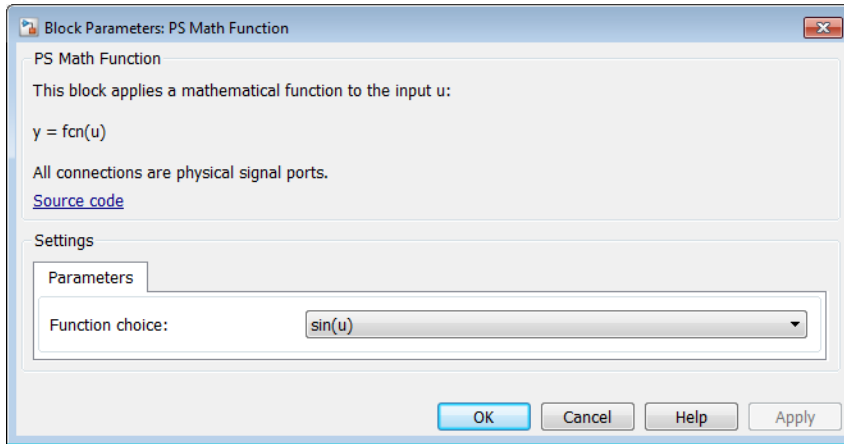 Block Parameters: PS Math Function
PS Math Function
This block applies a mathematical function to the input u:
y = fcn(u)
All connections are physical signal ports.
Source code
Settings
Parameters
Function choice: sin(u)
OK Cancel Help Apply